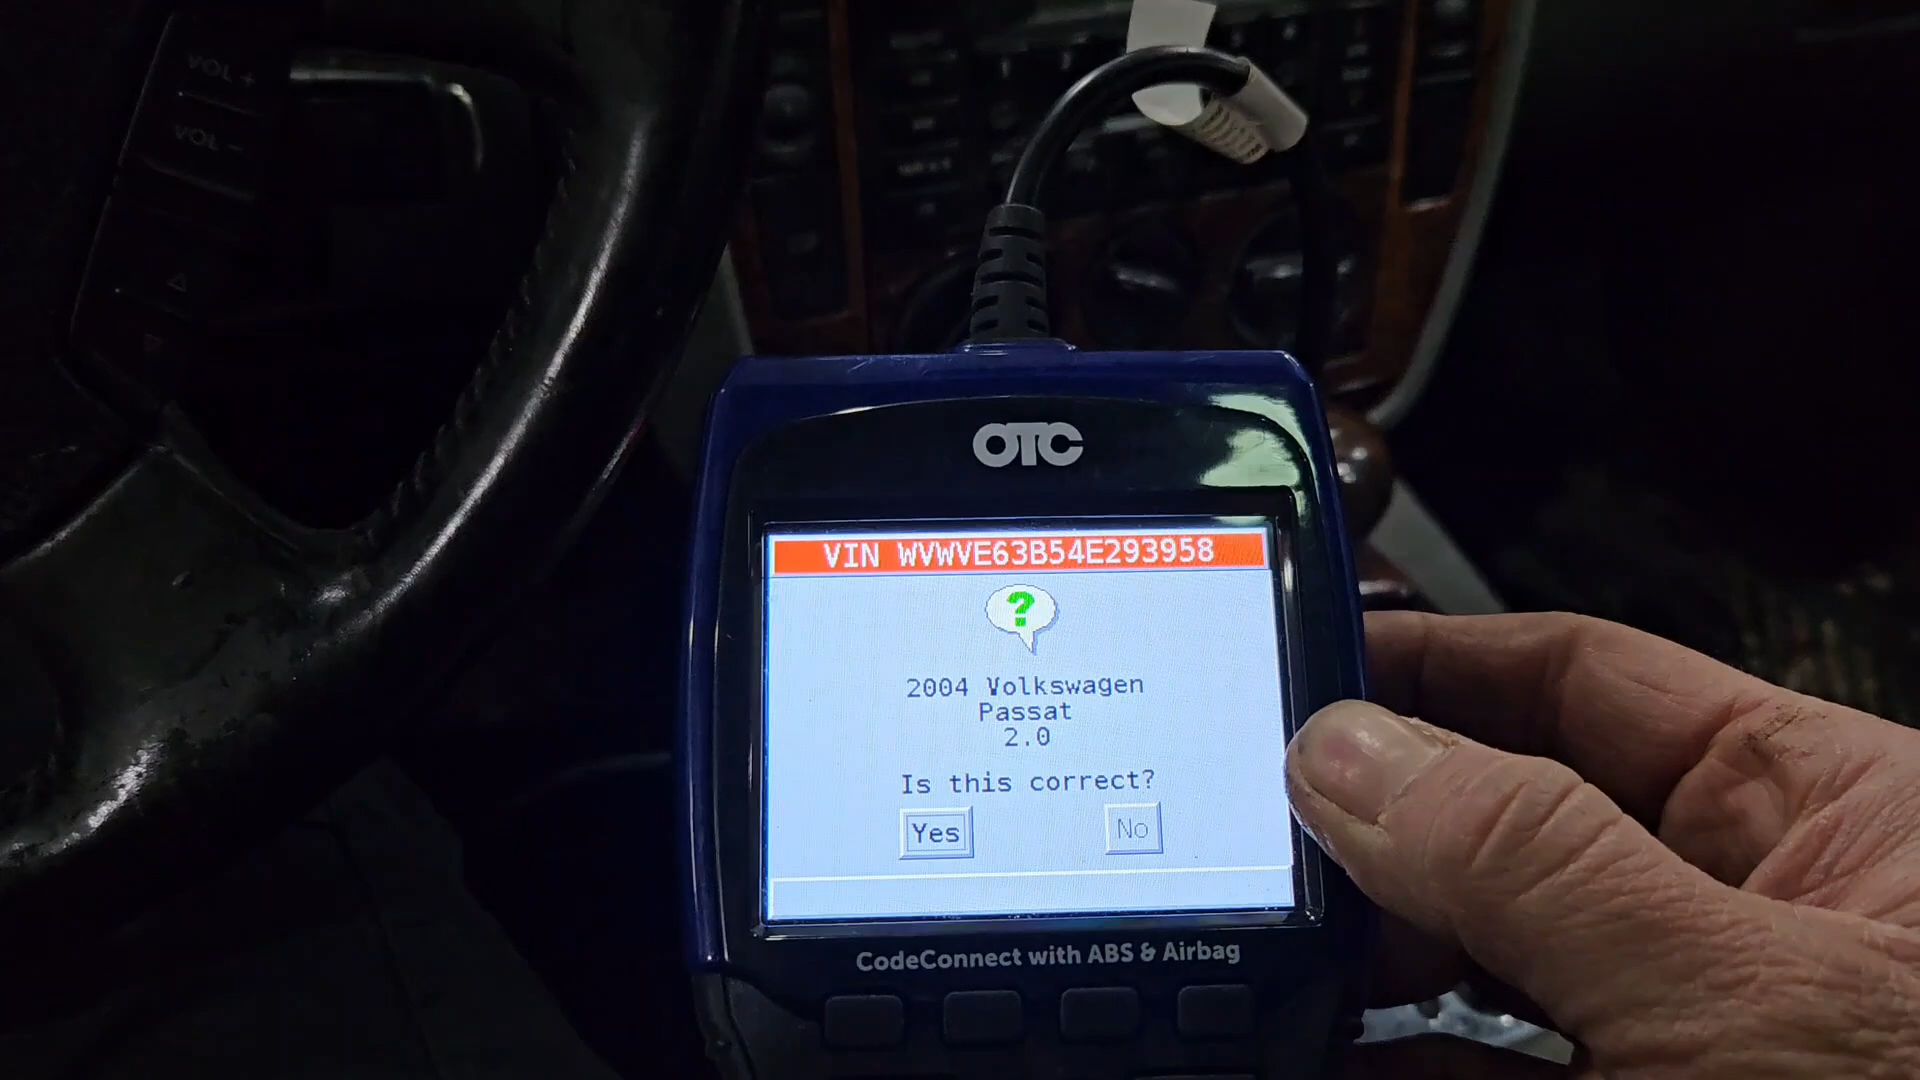 VOL +
VOL -
OTC
VIN WVWVE63B54E293958
?
2004 Volkswagen
Passat
2.0
Is this correct?
Yes No
CodeConnect with ABS & Airbag